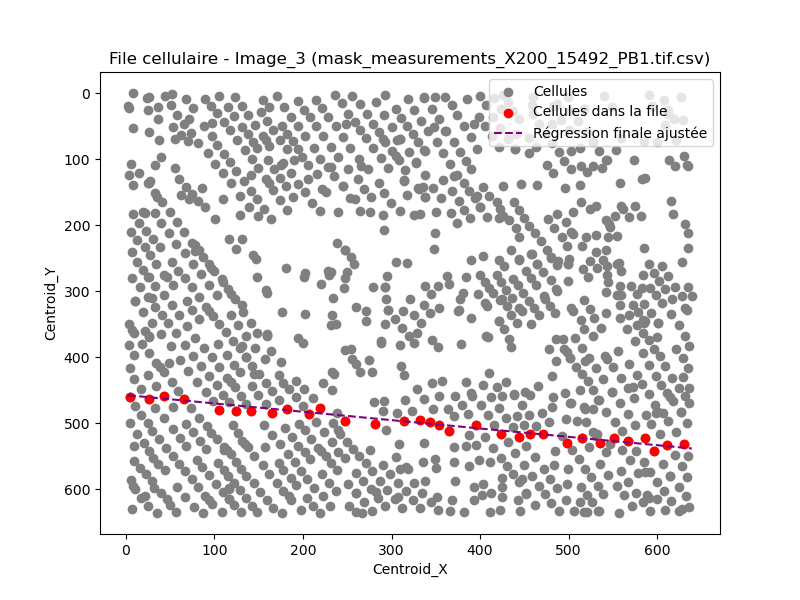 File cellulaire - Image_3 (mask_measurements_X200_15492_PB1.tif.csv)
Cellules
Cellules dans la file
Régression finale ajustée
0
100
200
300
400
500
600
Centroid_Y
0 100 200 300 400 500 600
Centroid_X